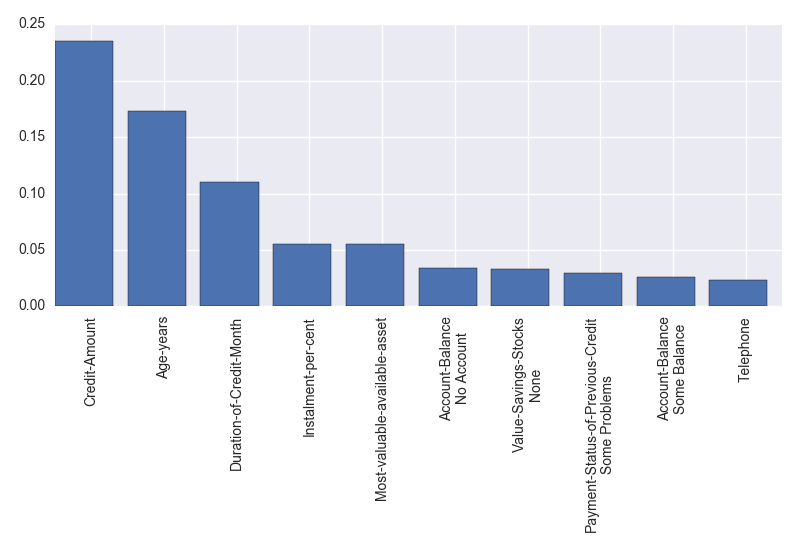 0.25
0.20
0.15
0.10
0.05
0.00
Credit-Amount
Age-years
Duration-of-Credit-Month
Instalment-per-cent
Most-valuable-available-asset
Account-Balance
No Account
Value-Savings-Stocks
None
Payment-Status-of-Previous-Credit
Some Problems
Account-Balance
Some Balance
Telephone